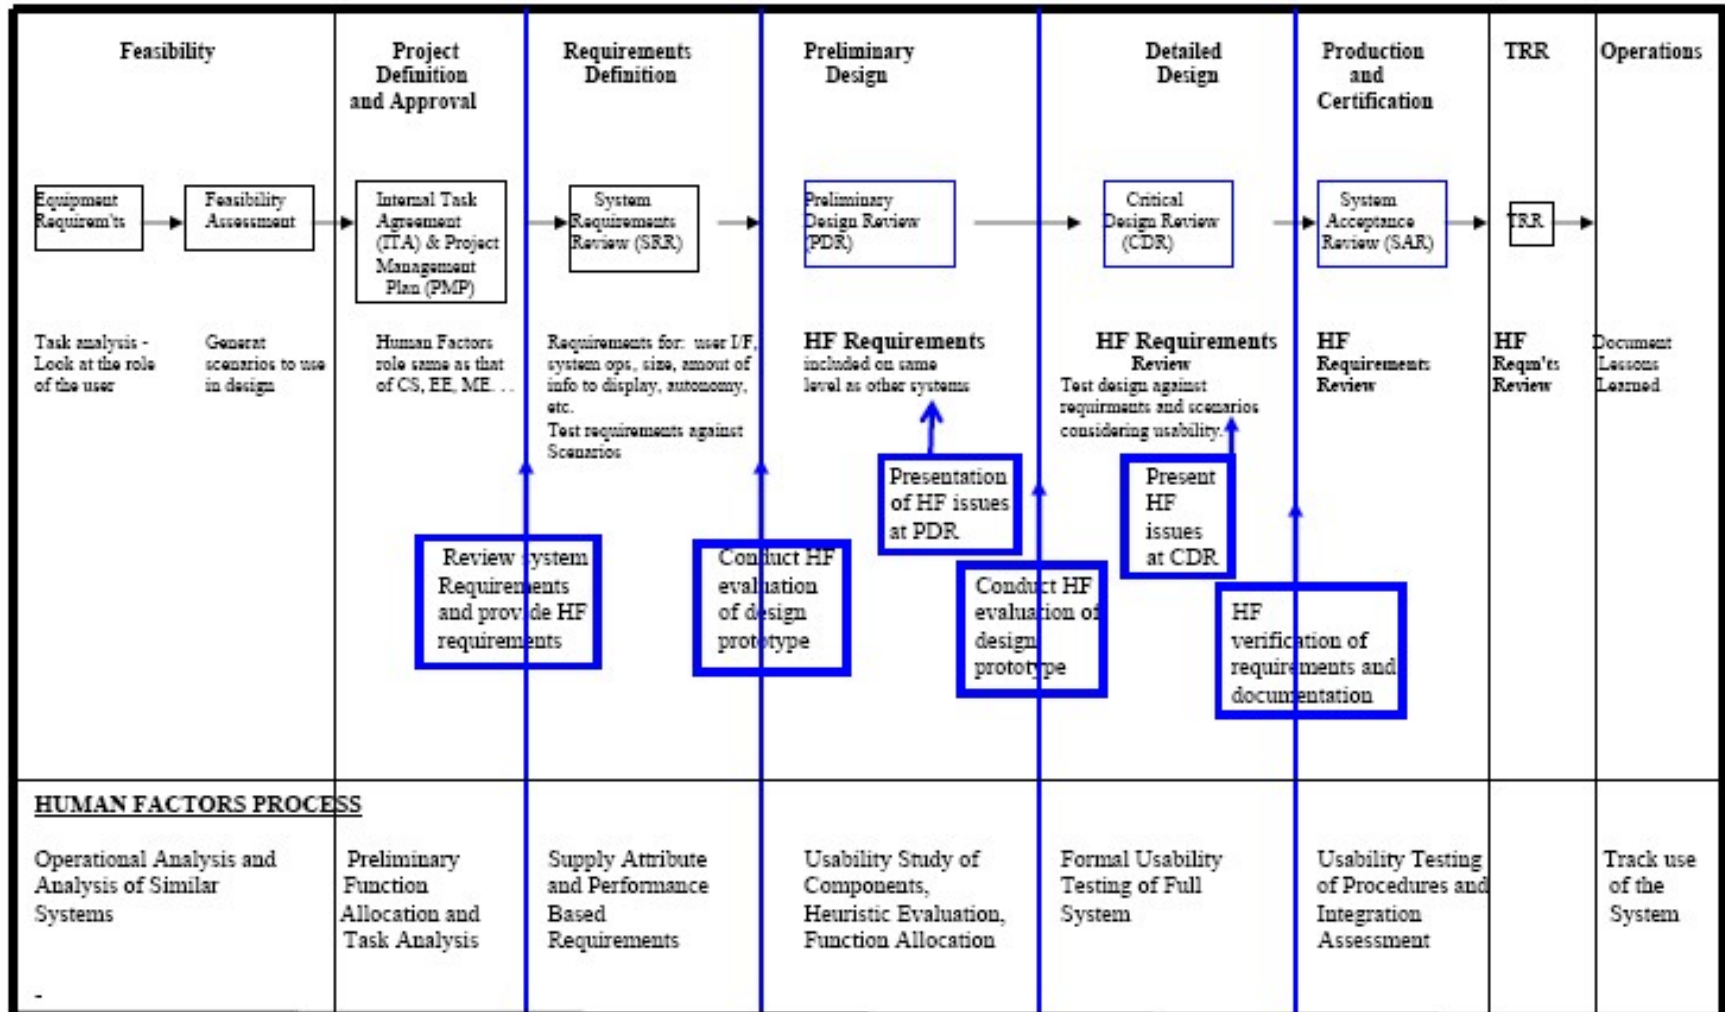 Feasibility
Project
Definition
and Approval
Requirements
Definition
Preliminary
Design
Detailed
Design
Production
and
Certification
TRR
Operations
Equipment
Requirem'ts
Feasibility
Assessment
Internal Task
Agreement
(ITA) & Project
Management
Plan (PMP)
System
Requirements
Review (SRR)
Preliminary
Design Review
(PDR)
Critical
Design Review
(CDR)
System
Acceptance
Review (SAR)
TRR
Task analysis -
Look at the role
of the user
Generat
scenarios to use
in design
Human Factors
role same as that
of CS, EE, ME. . .
Requirements for: user I/F,
system ops, size, amout of
info to display, autonomy,
etc.
Test requirements against
Scenarios
HF Requirements
included on same
level as other systems
HF Requirements
Review
Test design against
requirments and scenarios
considering usability.
HF
Requirements
Review
HF
Reqm'ts
Review
Document
Lessons
Learned
Presentation
of HF issues
at PDR
Present
HF
issues
at CDR
Review system
Requirements
and provide HF
requirements
Conduct HF
evaluation
of design
prototype
Conduct HF
evaluation of
design
prototype
HF
verification of
requirements and
documentation
HUMAN FACTORS PROCESS
Operational Analysis and
Analysis of Similar
Systems
Preliminary
Function
Allocation and
Task Analysis
Supply Attribute
and Performance
Based
Requirements
Usability Study of
Components,
Heuristic Evaluation,
Function Allocation
Formal Usability
Testing of Full
System
Usability Testing
of Procedures and
Integration
Assessment
Track use
of the
System
-